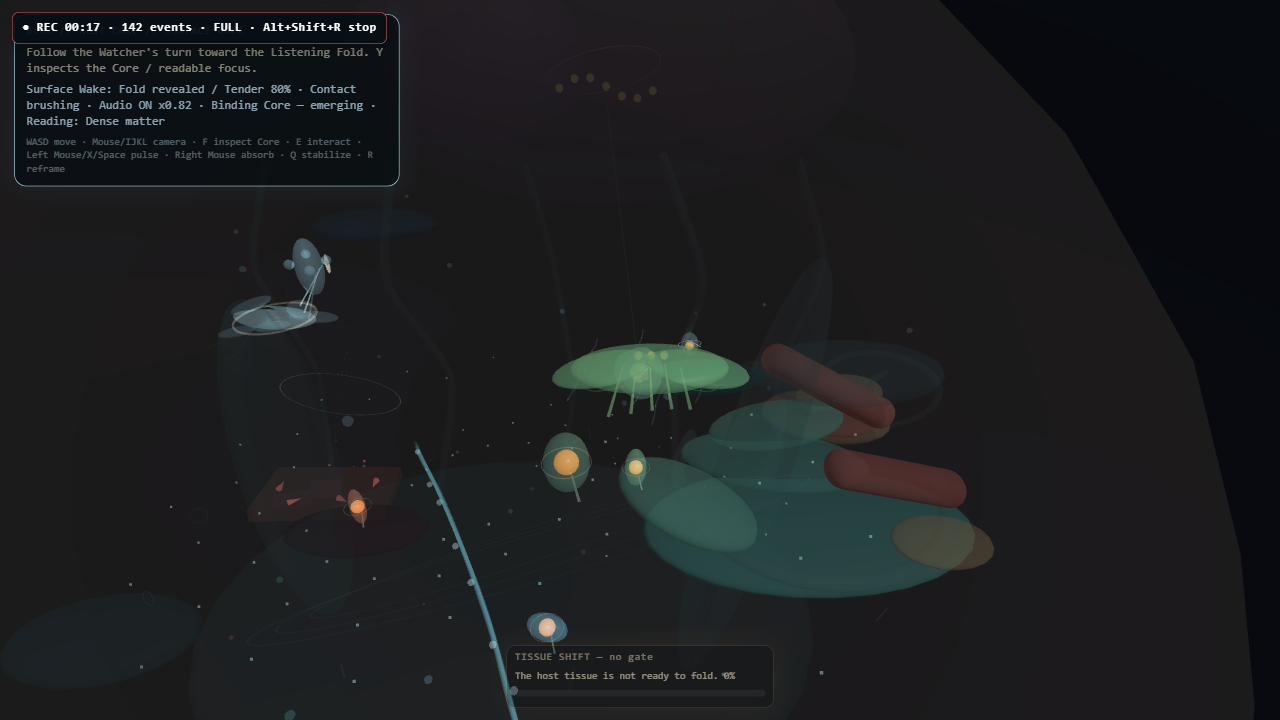 ● REC 00:17 · 142 events · FULL · Alt+Shift+R stop
Follow the Watcher's turn toward the Listening Fold. Y
inspects the Core / readable focus.
Surface Wake: Fold revealed / Tender 80% · Contact
brushing · Audio ON x0.82 · Binding Core — emerging ·
Reading: Dense matter
WASD move · Mouse/IJKL camera · F inspect Core · E interact ·
Left Mouse/X/Space pulse · Right Mouse absorb · Q stabilize · R
reframe
TISSUE SHIFT — no gate
The host tissue is not ready to fold. 0%